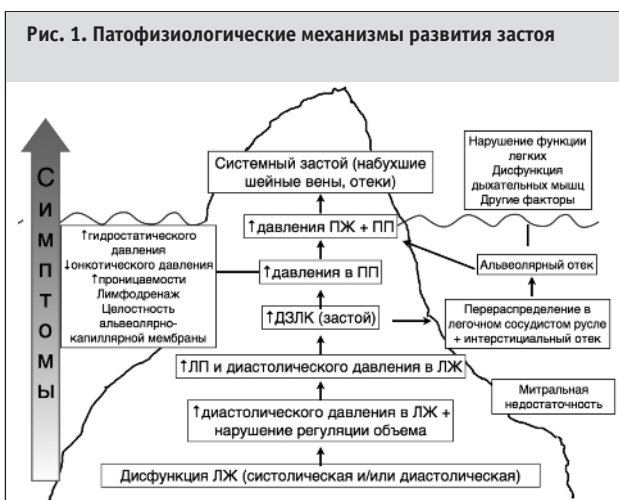 Рис. 1. Патофизиологические механизмы развития застоя
Симптомы
Системный застой (набухшие
шейные вены, отеки)
↑давления ПЖ + ПП
↑давления в ПП
↑ДЗЛК (застой)
↑ЛП и диастолического давления в ЛЖ
↑диастолического давления в ЛЖ +
нарушение регуляции объема
Дисфункция ЛЖ (систолическая и/или диастолическая)
↑гидростатического
давления
↓онкотического давления
↑проницаемости
Лимфодренаж
Целостность
альвеолярно-
капиллярной мембраны
Нарушение функции
легких
Дисфункция
дыхательных мышц
Другие факторы
Альвеолярный отек
Перераспределение в
легочном сосудистом русле
+ интерстициальный отек
Митральная
недостаточность